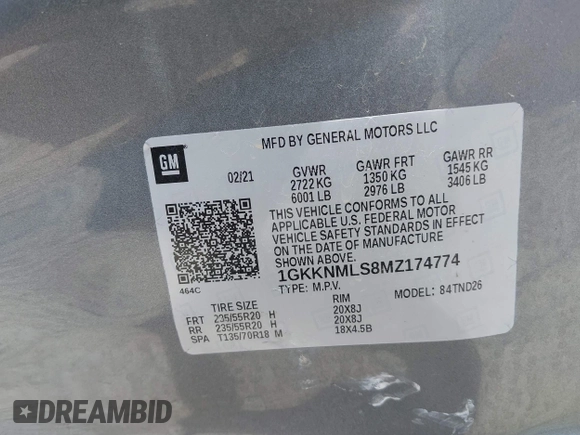 MFD BY GENERAL MOTORS LLC
GM
02/21
GVWR
2722 KG
6001 LB
GAWR FRT
1350 KG
2976 LB
GAWR RR
1545 KG
3406 LB
THIS VEHICLE CONFORMS TO ALL
APPLICABLE U.S. FEDERAL MOTOR
VEHICLE SAFETY STANDARDS IN EFFECT
ON THE DATE OF MANUFACTURE
SHOWN ABOVE.
1GKKNMLS8MZ174774
TYPE: M.P.V.
MODEL: 84TND26
464C
TIRE SIZE RIM
FRT 235/55R20 H 20X8J
RR 235/55R20 H 20X8J
SPA T135/70R18 M 18X4.5B
DREAMBID